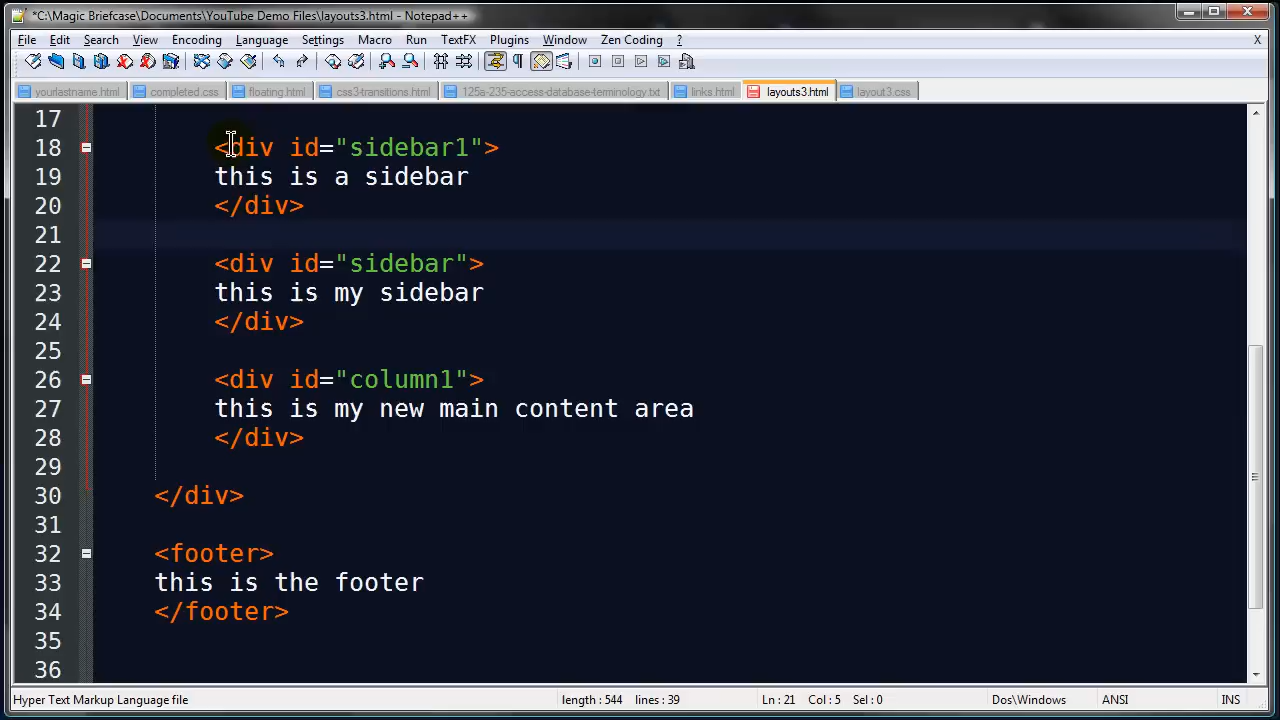 *C:\Magic Briefcase\Documents\YouTube Demo Files\layouts3.html - Notepad++
File Edit Search View Encoding Language Settings Macro Run TextFX Plugins Window Zen Coding ? X
yourlastname.html completed.css floating.html css3-transitions.html 125a-235-access-database-terminology.txt links.html layouts3.html layout3.css
17
18 <div id="sidebar1">
19 this is a sidebar
20 </div>
21
22 <div id="sidebar">
23 this is my sidebar
24 </div>
25
26 <div id="column1">
27 this is my new main content area
28 </div>
29
30 </div>
31
32 <footer>
33 this is the footer
34 </footer>
35
36
Hyper Text Markup Language file length : 544 lines : 39 Ln : 21 Col : 5 Sel : 0 Dos\Windows ANSI INS